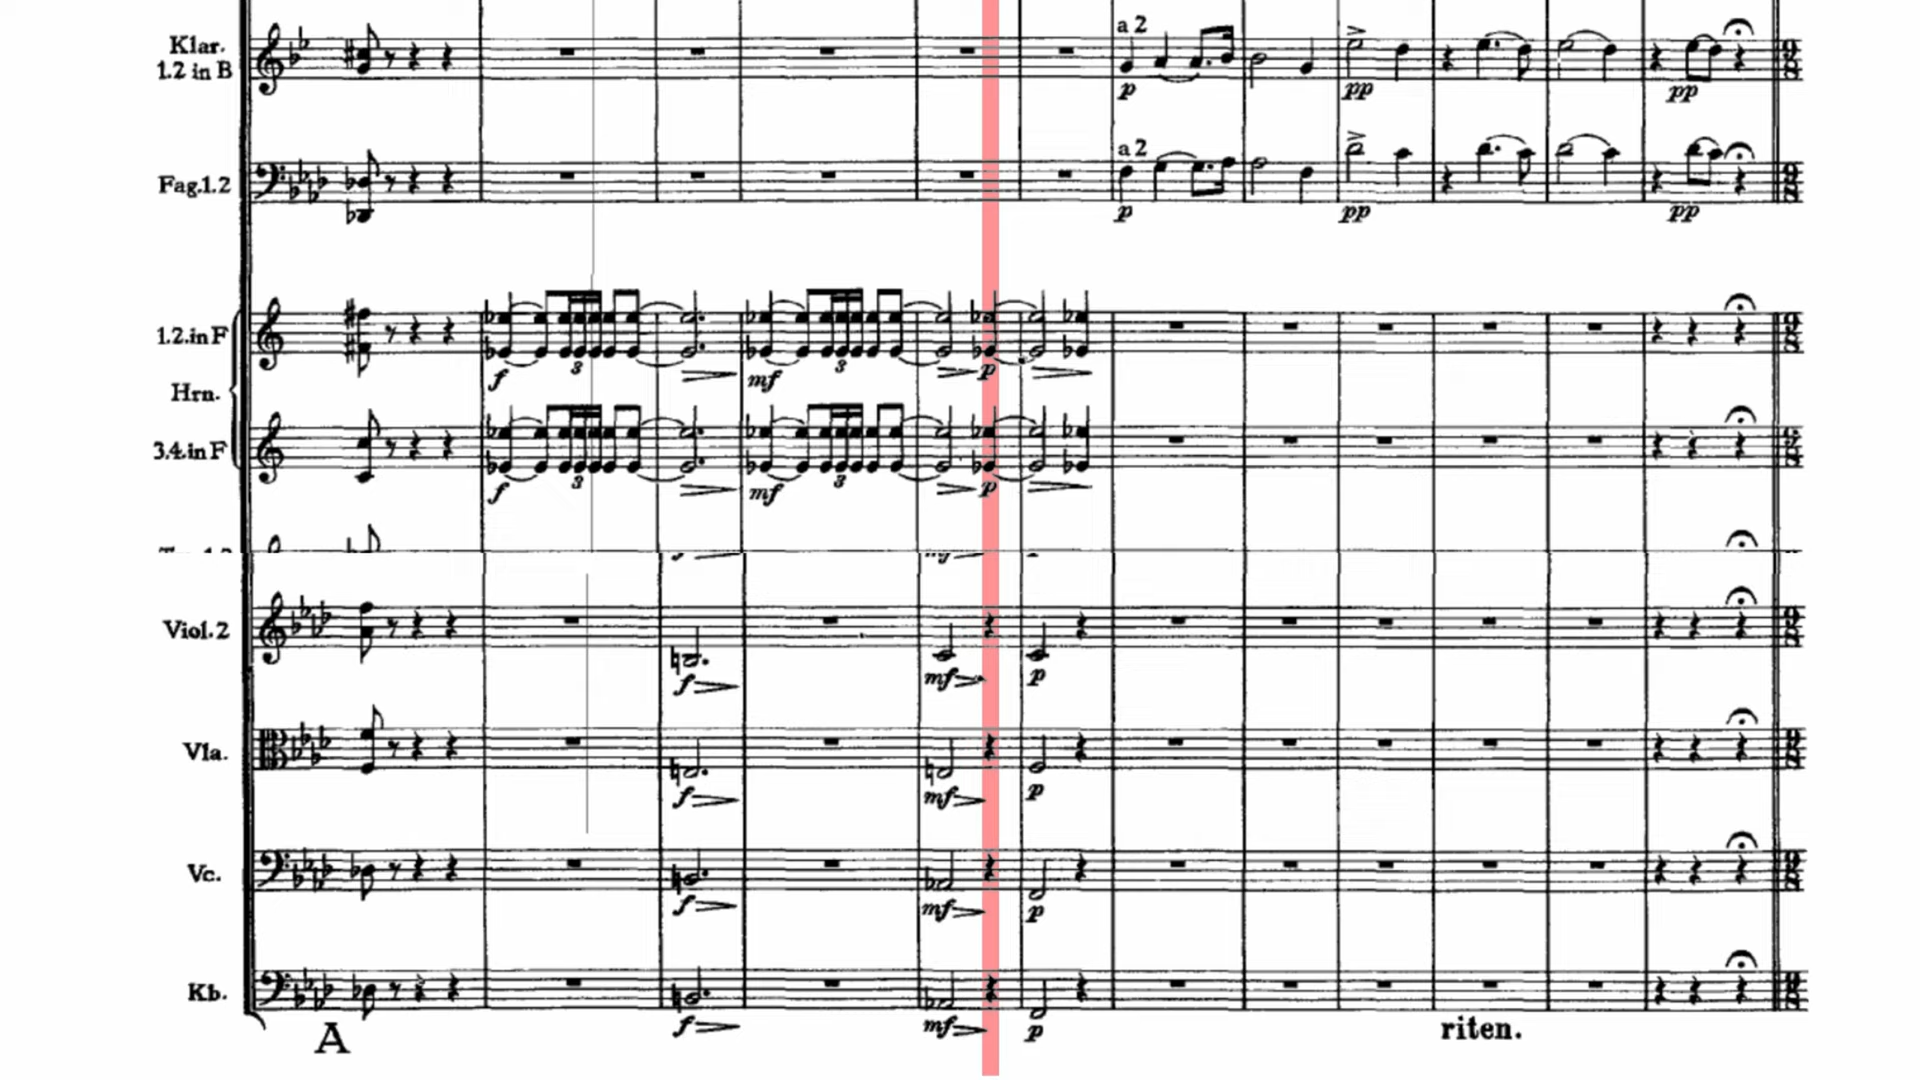 Klar.
1.2 in B
a 2
p
pp
pp
Fag.1.2
a 2
p
pp
pp
1.2.in F
3
3
f
mf
p
Hrn.
3.4.in F
3
3
f
mf
p
Viol. 2
f
mf
p
Vla.
f
mf
p
Vc.
f
mf
p
Kb.
f
mf
p
A
riten.